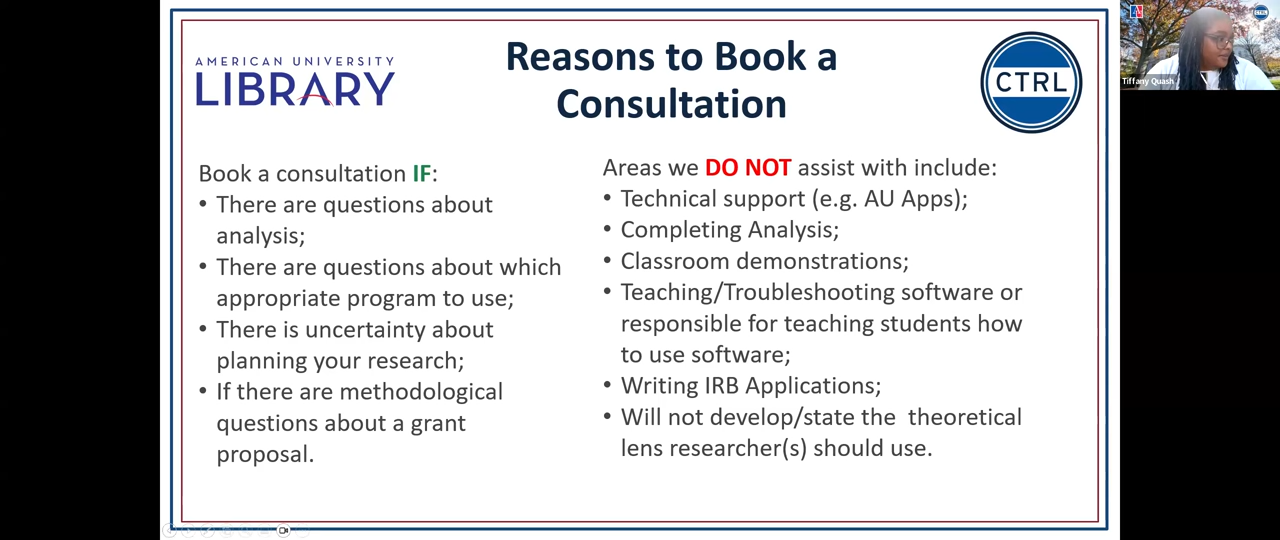 AMERICAN UNIVERSITY
LIBRARY
Reasons to Book a
Consultation
CTRL
CTRL
Tiffany Quash
Book a consultation IF:
• There are questions about
analysis;
• There are questions about which
appropriate program to use;
• There is uncertainty about
planning your research;
• If there are methodological
questions about a grant
proposal.
Areas we DO NOT assist with include:
• Technical support (e.g. AU Apps);
• Completing Analysis;
• Classroom demonstrations;
• Teaching/Troubleshooting software or
responsible for teaching students how
to use software;
• Writing IRB Applications;
• Will not develop/state the  theoretical
lens researcher(s) should use.